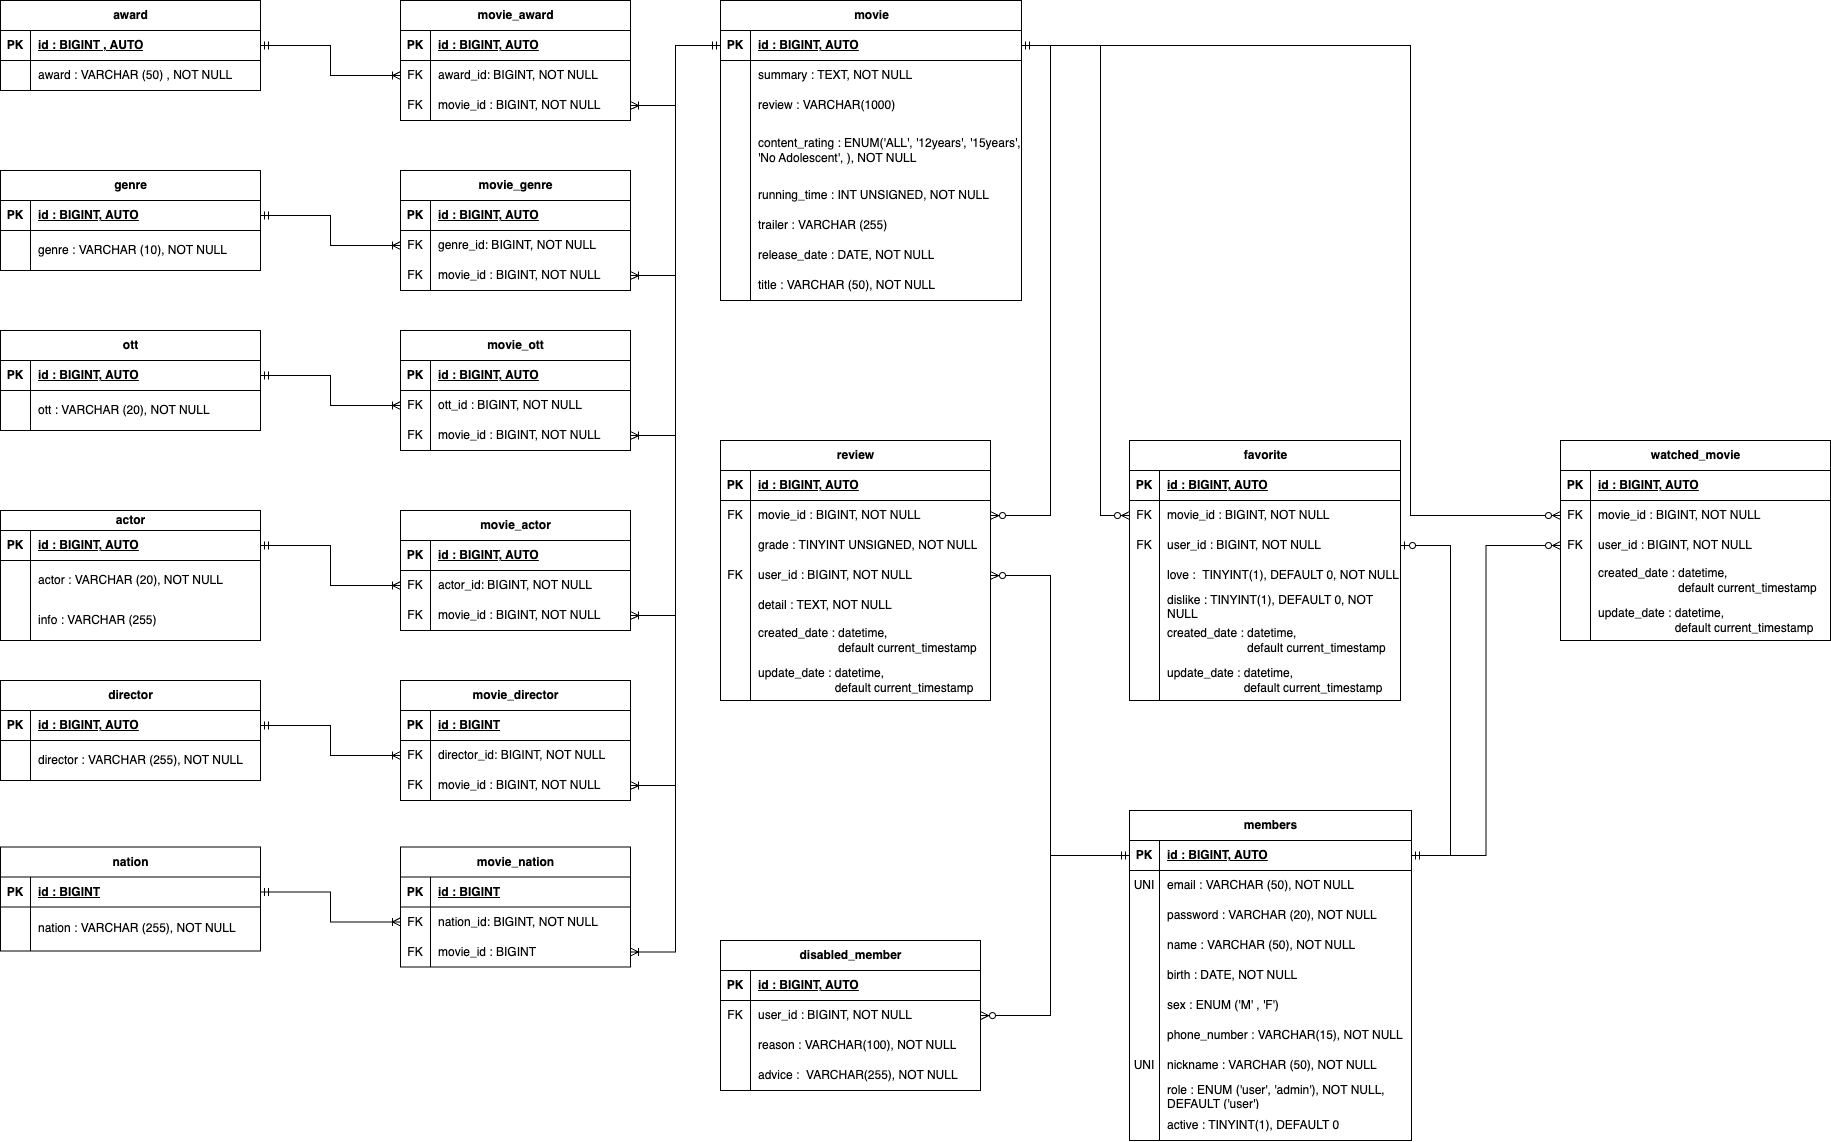 award
PK id : BIGINT , AUTO
award : VARCHAR (50) , NOT NULL
movie_award
PK id : BIGINT, AUTO
FK award_id: BIGINT, NOT NULL
FK movie_id : BIGINT, NOT NULL
movie
PK id : BIGINT, AUTO
summary : TEXT, NOT NULL
review : VARCHAR(1000)
content_rating : ENUM('ALL', '12years', '15years',
'No Adolescent', ), NOT NULL
running_time : INT UNSIGNED, NOT NULL
trailer : VARCHAR (255)
release_date : DATE, NOT NULL
title : VARCHAR (50), NOT NULL
genre
PK id : BIGINT, AUTO
genre : VARCHAR (10), NOT NULL
movie_genre
PK id : BIGINT, AUTO
FK genre_id: BIGINT, NOT NULL
FK movie_id : BIGINT, NOT NULL
ott
PK id : BIGINT, AUTO
ott : VARCHAR (20), NOT NULL
movie_ott
PK id : BIGINT, AUTO
FK ott_id : BIGINT, NOT NULL
FK movie_id : BIGINT, NOT NULL
review
PK id : BIGINT, AUTO
FK movie_id : BIGINT, NOT NULL
grade : TINYINT UNSIGNED, NOT NULL
FK user_id : BIGINT, NOT NULL
detail : TEXT, NOT NULL
created_date : datetime,
default current_timestamp
update_date : datetime,
default current_timestamp
favorite
PK id : BIGINT, AUTO
FK movie_id : BIGINT, NOT NULL
FK user_id : BIGINT, NOT NULL
love : TINYINT(1), DEFAULT 0, NOT NULL
dislike : TINYINT(1), DEFAULT 0, NOT
NULL
created_date : datetime,
default current_timestamp
update_date : datetime,
default current_timestamp
watched_movie
PK id : BIGINT, AUTO
FK movie_id : BIGINT, NOT NULL
FK user_id : BIGINT, NOT NULL
created_date : datetime,
default current_timestamp
update_date : datetime,
default current_timestamp
actor
PK id : BIGINT, AUTO
actor : VARCHAR (20), NOT NULL
info : VARCHAR (255)
movie_actor
PK id : BIGINT, AUTO
FK actor_id: BIGINT, NOT NULL
FK movie_id : BIGINT, NOT NULL
director
PK id : BIGINT, AUTO
director : VARCHAR (255), NOT NULL
movie_director
PK id : BIGINT
FK director_id: BIGINT, NOT NULL
FK movie_id : BIGINT, NOT NULL
nation
PK id : BIGINT
nation : VARCHAR (255), NOT NULL
movie_nation
PK id : BIGINT
FK nation_id: BIGINT, NOT NULL
FK movie_id : BIGINT
disabled_member
PK id : BIGINT, AUTO
FK user_id : BIGINT, NOT NULL
reason : VARCHAR(100), NOT NULL
advice : VARCHAR(255), NOT NULL
members
PK id : BIGINT, AUTO
UNI email : VARCHAR (50), NOT NULL
password : VARCHAR (20), NOT NULL
name : VARCHAR (50), NOT NULL
birth : DATE, NOT NULL
sex : ENUM ('M' , 'F')
phone_number : VARCHAR(15), NOT NULL
UNI nickname : VARCHAR (50), NOT NULL
role : ENUM ('user', 'admin'), NOT NULL,
DEFAULT ('user')
active : TINYINT(1), DEFAULT 0